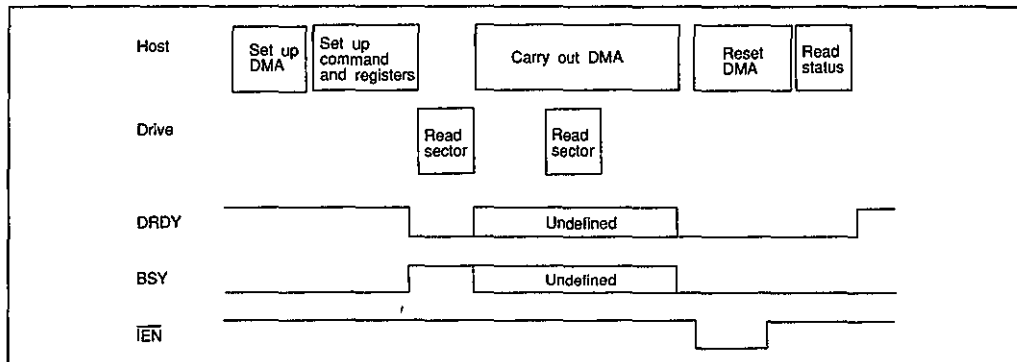 Host
Set up
DMA
Set up
command
and registers
Carry out DMA
Reset
DMA
Read
status
Drive
Read
sector
Read
sector
DRDY
Undefined
BSY
Undefined
IEN